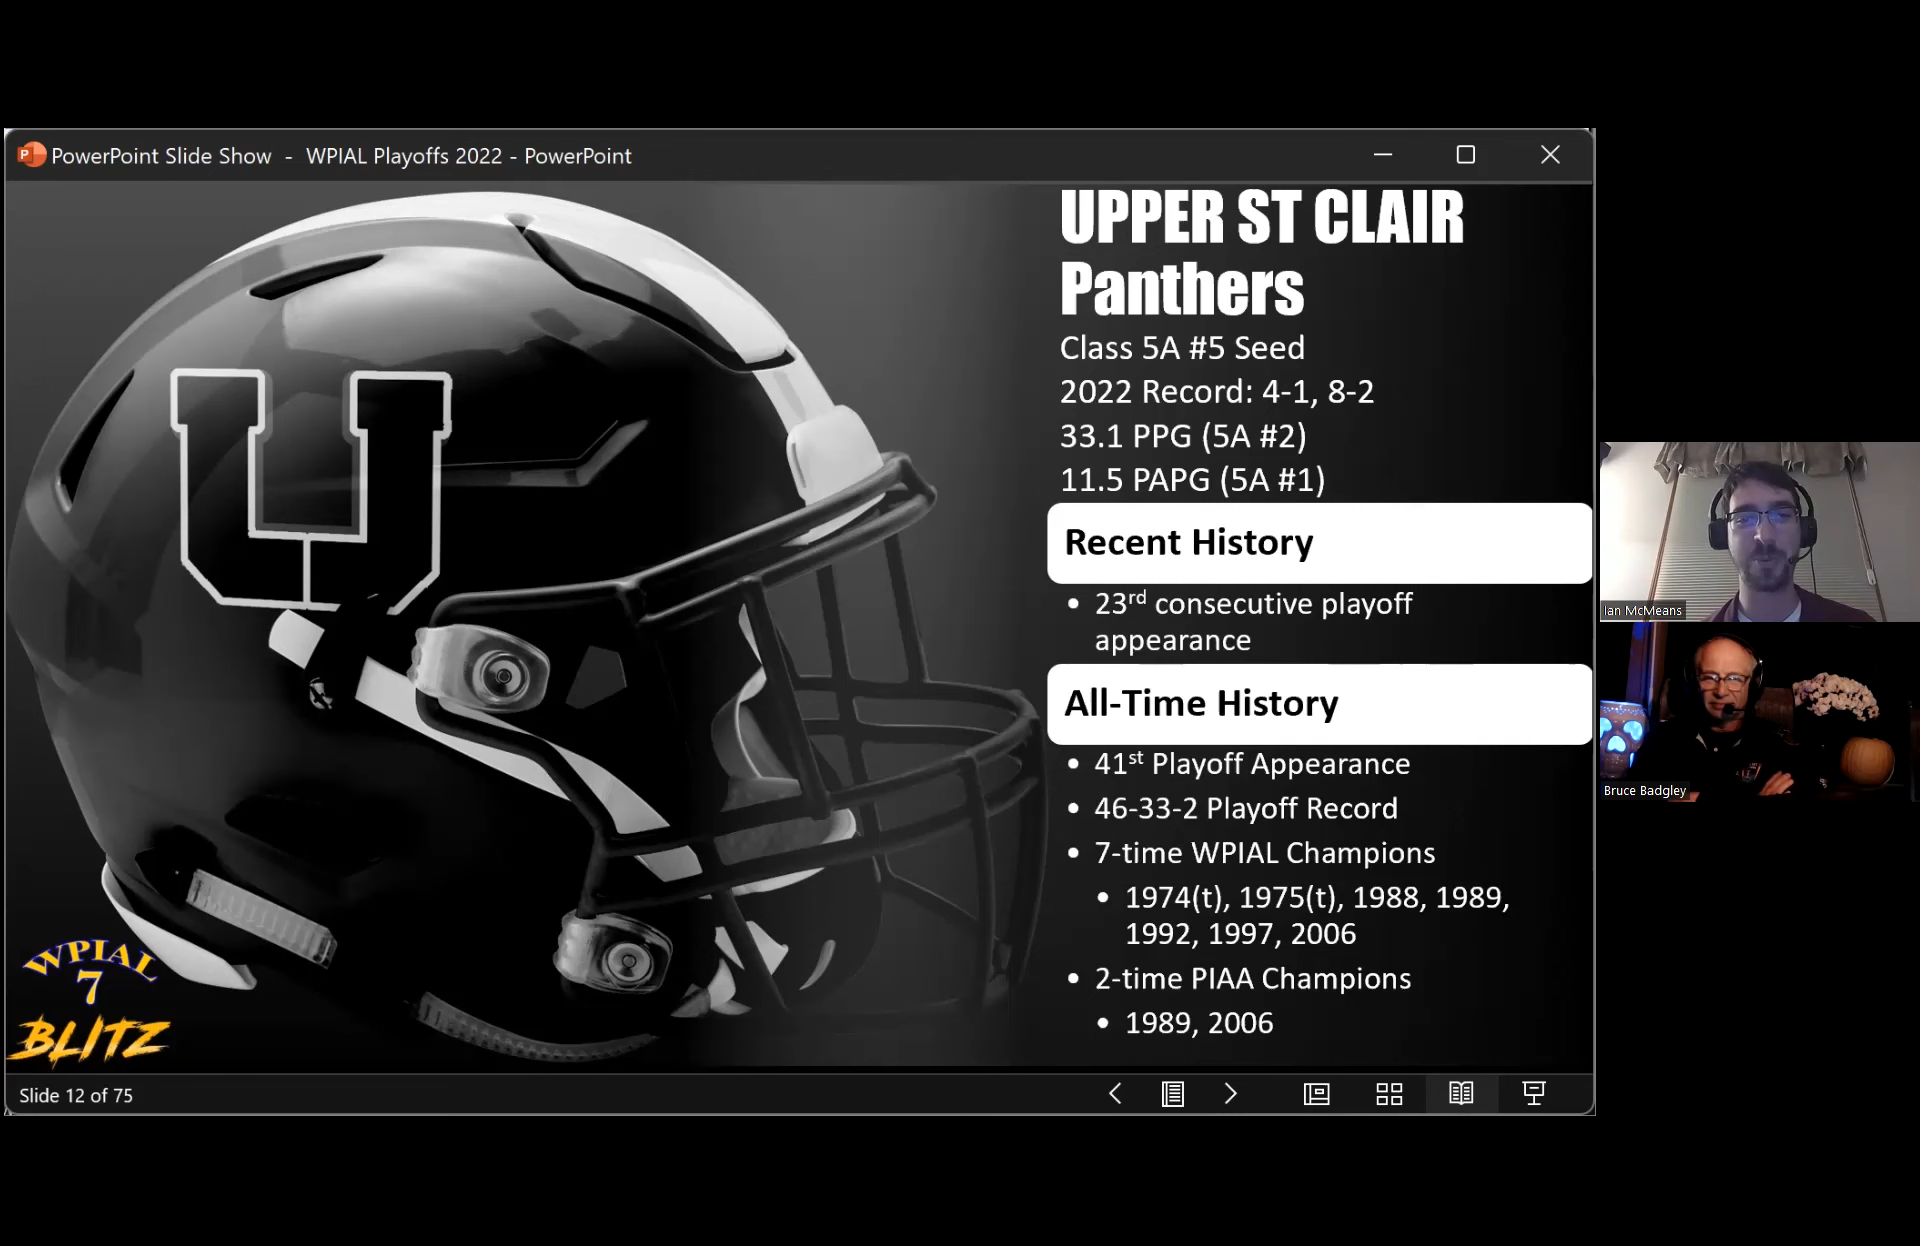 PowerPoint Slide Show - WPIAL Playoffs 2022 - PowerPoint
UPPER ST CLAIR
Panthers
Class 5A #5 Seed
2022 Record: 4-1, 8-2
33.1 PPG (5A #2)
11.5 PAPG (5A #1)
Recent History
• 23rd consecutive playoff
appearance
All-Time History
• 41st Playoff Appearance
• 46-33-2 Playoff Record
• 7-time WPIAL Champions
• 1974(t), 1975(t), 1988, 1989,
1992, 1997, 2006
• 2-time PIAA Champions
• 1989, 2006
WPIAL
7
BLITZ
Slide 12 of 75
Ian McMeans
Bruce Badgley